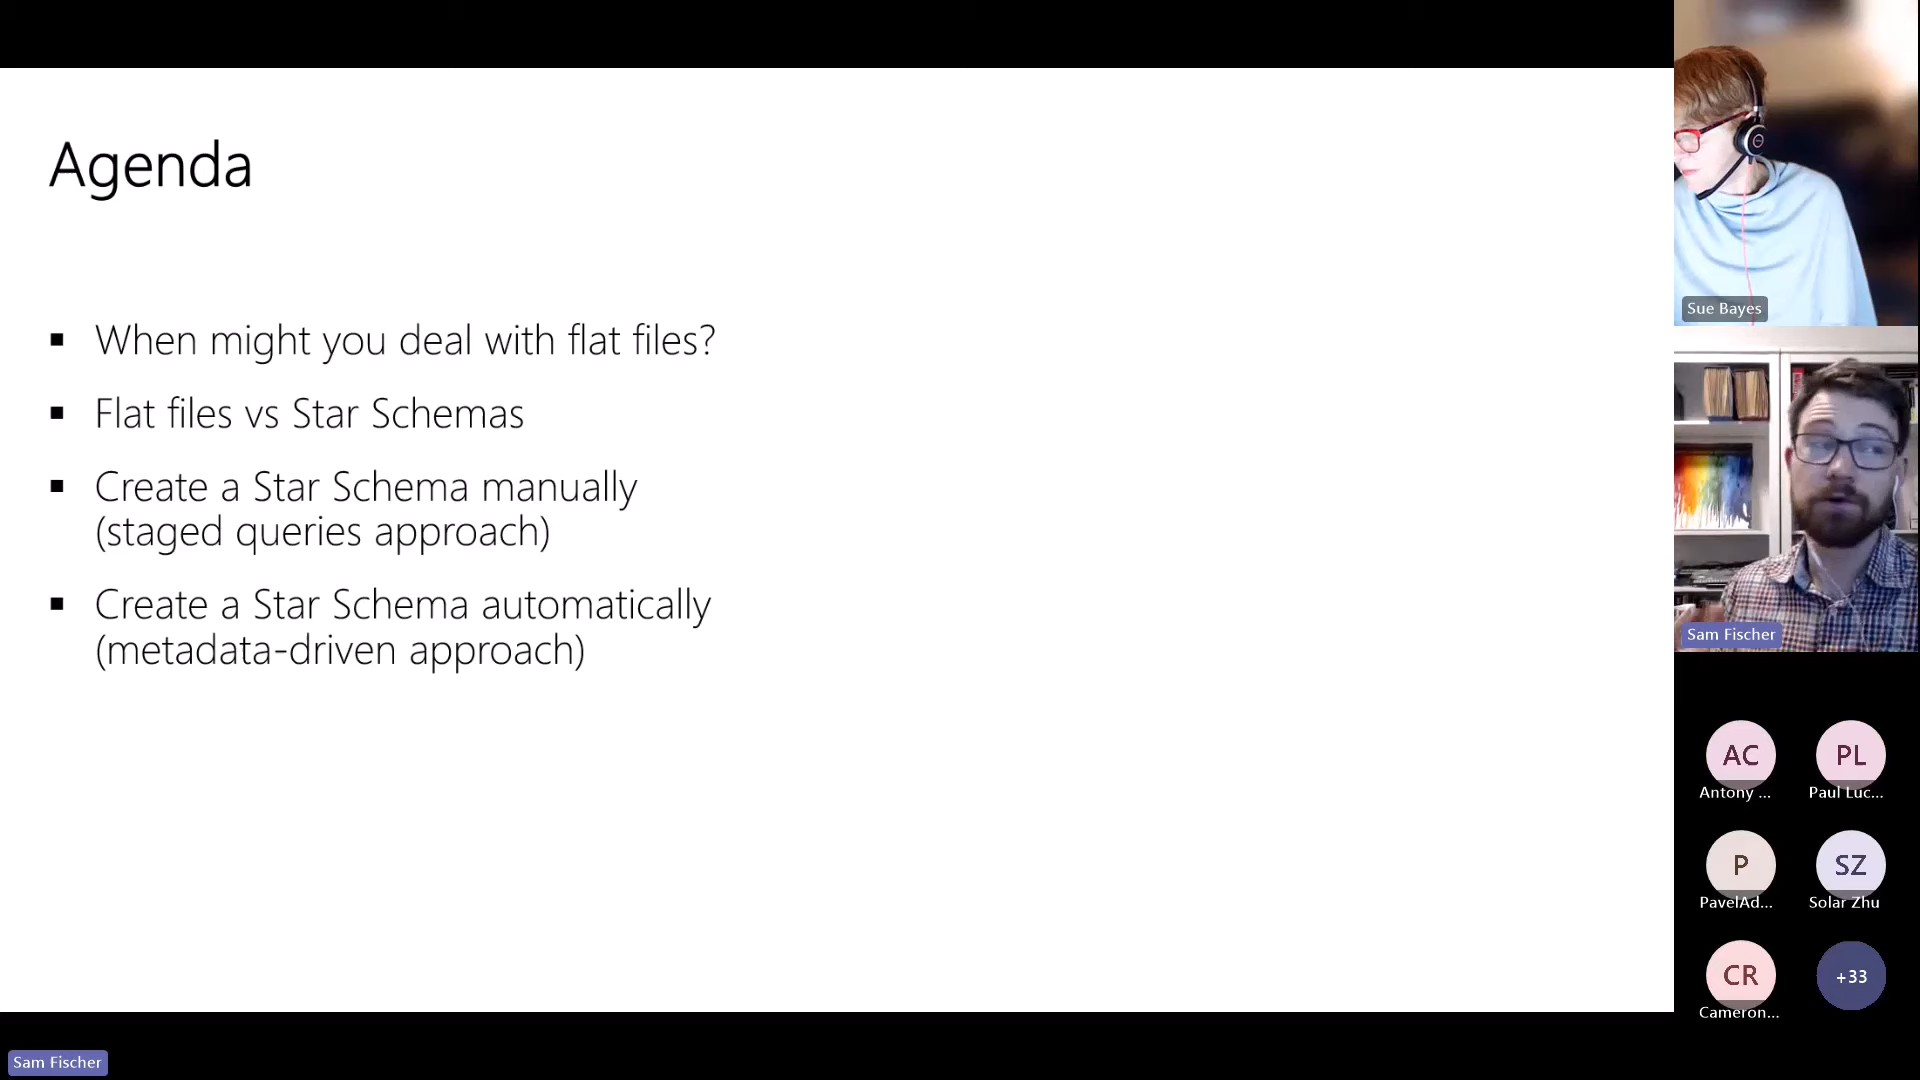 Agenda
▪ When might you deal with flat files?
▪ Flat files vs Star Schemas
▪ Create a Star Schema manually
(staged queries approach)
▪ Create a Star Schema automatically
(metadata-driven approach)
Sue Bayes
Sam Fischer
AC
PL
Antony ...
Paul Luc...
P
SZ
PavelAd...
Solar Zhu
CR
+33
Cameron...
Sam Fischer